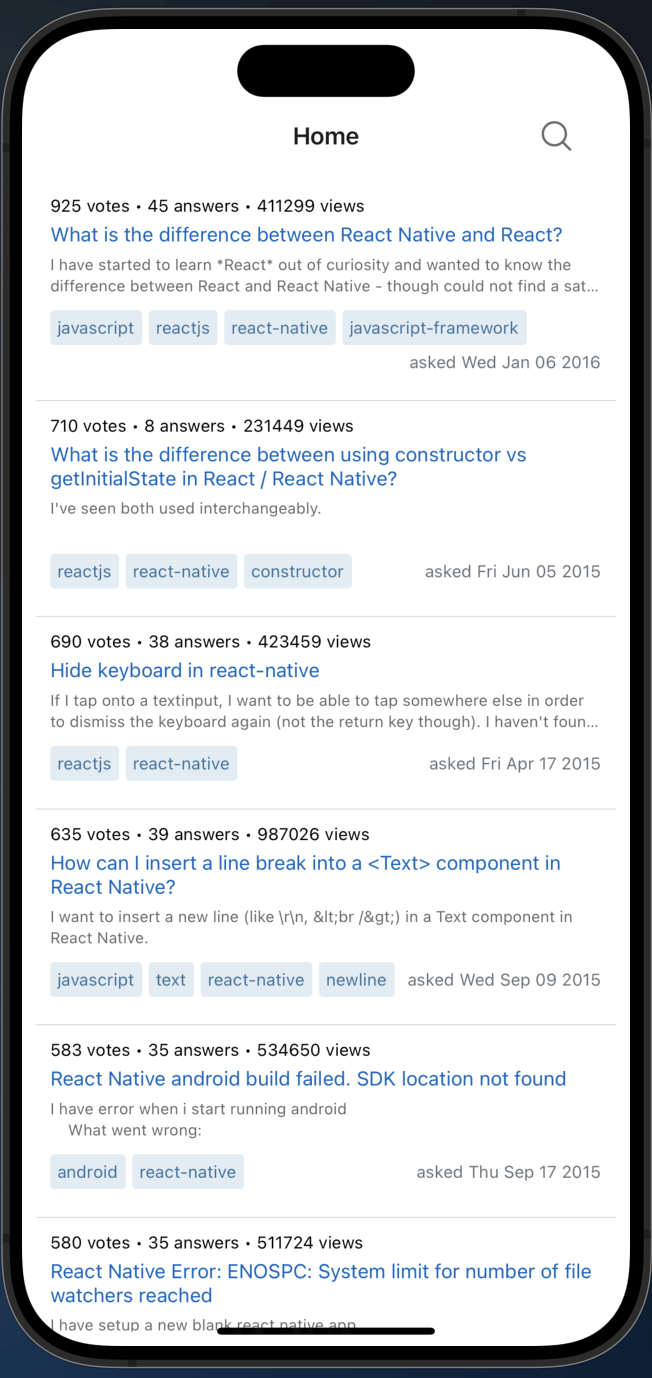 Home
925 votes • 45 answers • 411299 views
What is the difference between React Native and React?
I have started to learn *React* out of curiosity and wanted to know the
difference between React and React Native - though could not find a sat...
javascript reactjs react-native javascript-framework
asked Wed Jan 06 2016
710 votes • 8 answers • 231449 views
What is the difference between using constructor vs
getInitialState in React / React Native?
I've seen both used interchangeably.
reactjs react-native constructor asked Fri Jun 05 2015
690 votes • 38 answers • 423459 views
Hide keyboard in react-native
If I tap onto a textinput, I want to be able to tap somewhere else in order
to dismiss the keyboard again (not the return key though). I haven't foun...
reactjs react-native asked Fri Apr 17 2015
635 votes • 39 answers • 987026 views
How can I insert a line break into a <Text> component in
React Native?
I want to insert a new line (like \r\n, &lt;br /&gt;) in a Text component in
React Native.
javascript text react-native newline asked Wed Sep 09 2015
583 votes • 35 answers • 534650 views
React Native android build failed. SDK location not found
I have error when i start running android
What went wrong:
android react-native asked Thu Sep 17 2015
580 votes • 35 answers • 511724 views
React Native Error: ENOSPC: System limit for number of file
watchers reached
I have setup a new blank react native app